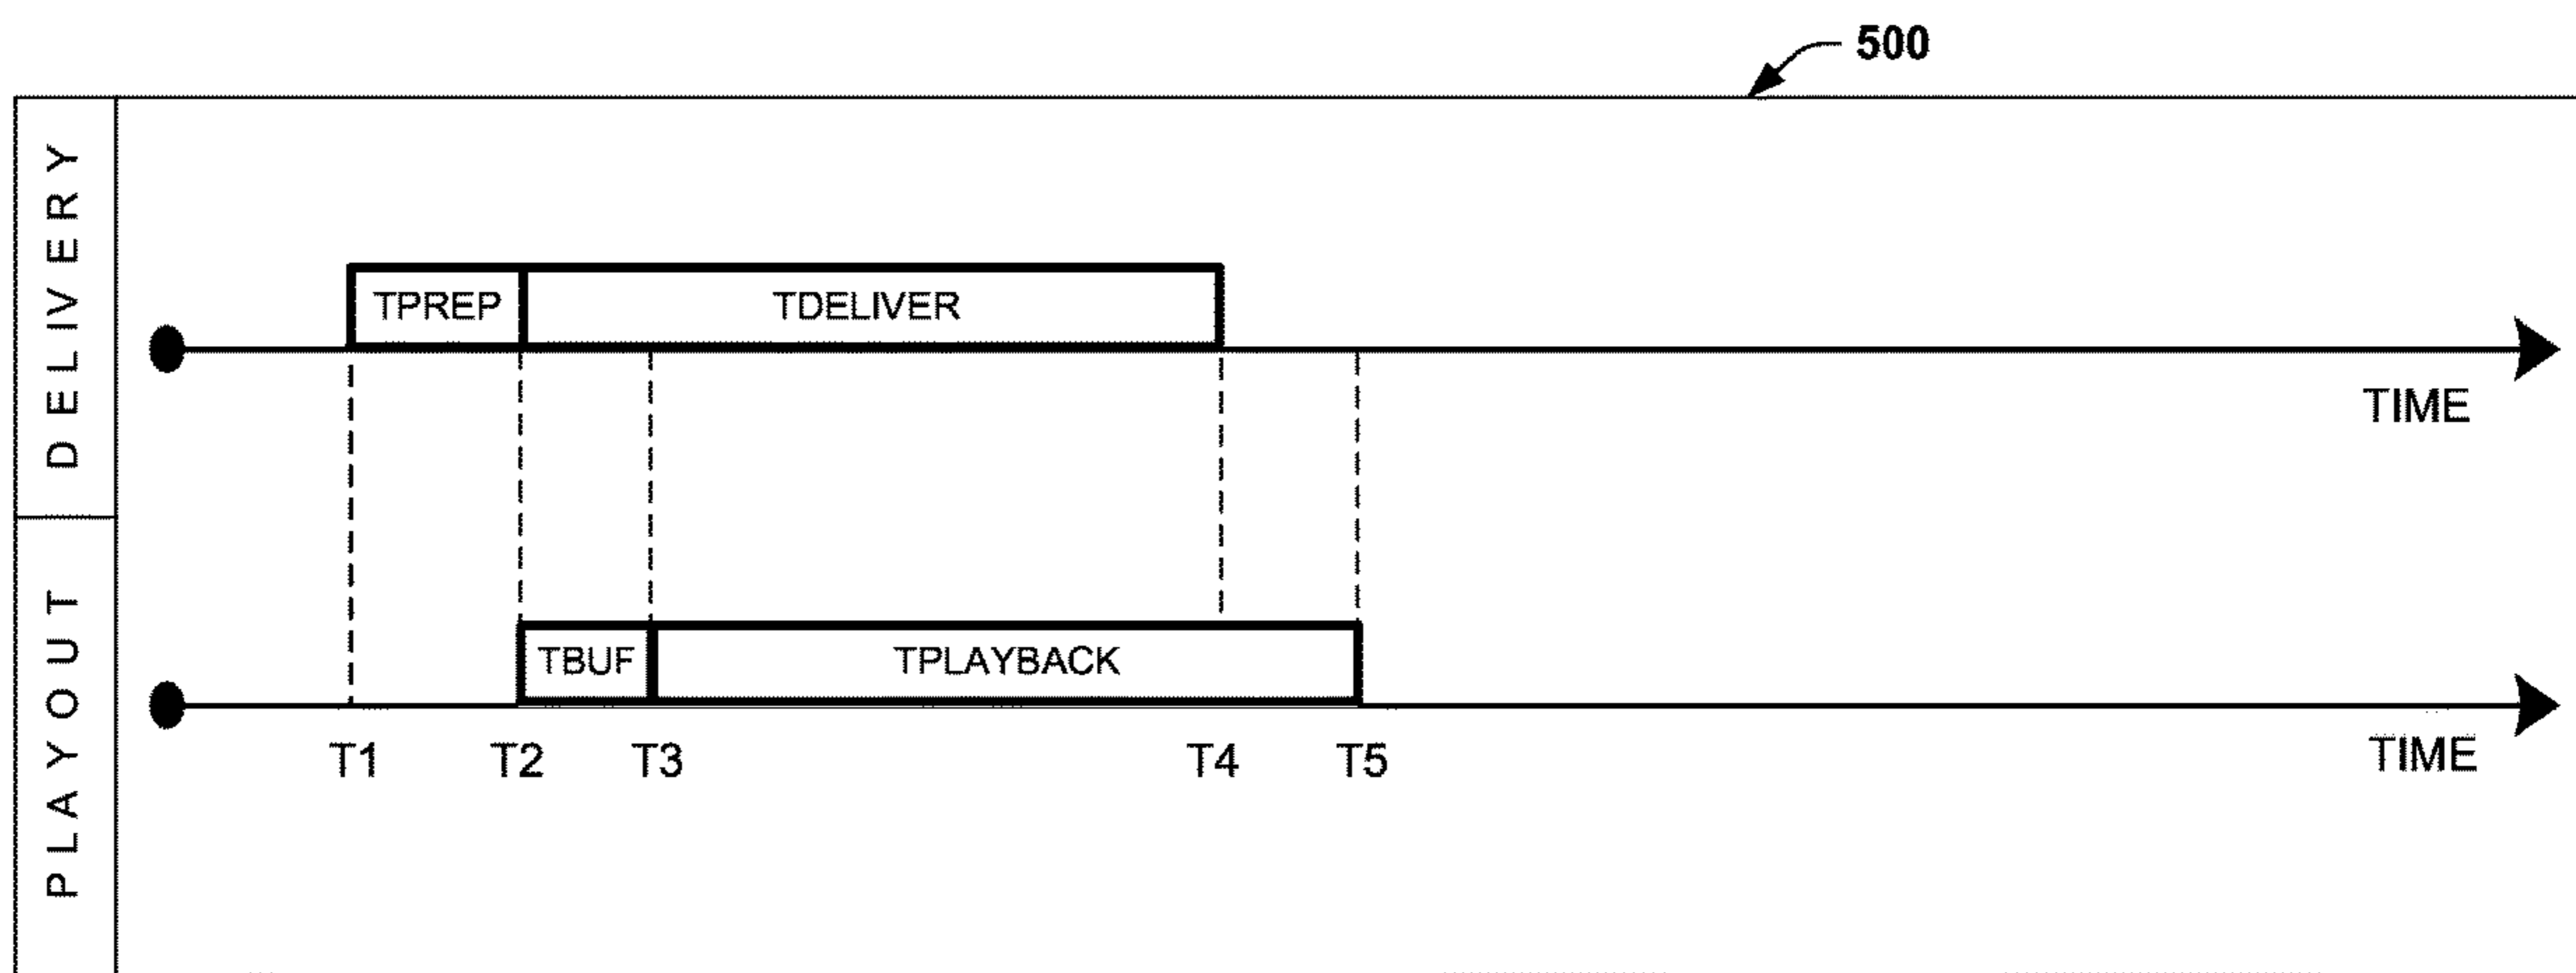 500
DELIVERY
TPREP TDELIVER
TIME
PLAYOUT
TBUF TPLAYBACK
T1 T2 T3 T4 T5
TIME